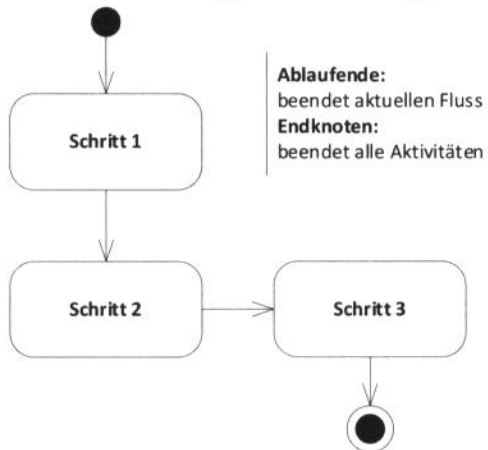 Ablaufende:
beendet aktuellen Fluss
Endknoten:
beendet alle Aktivitäten
Schritt 1
Schritt 2
Schritt 3